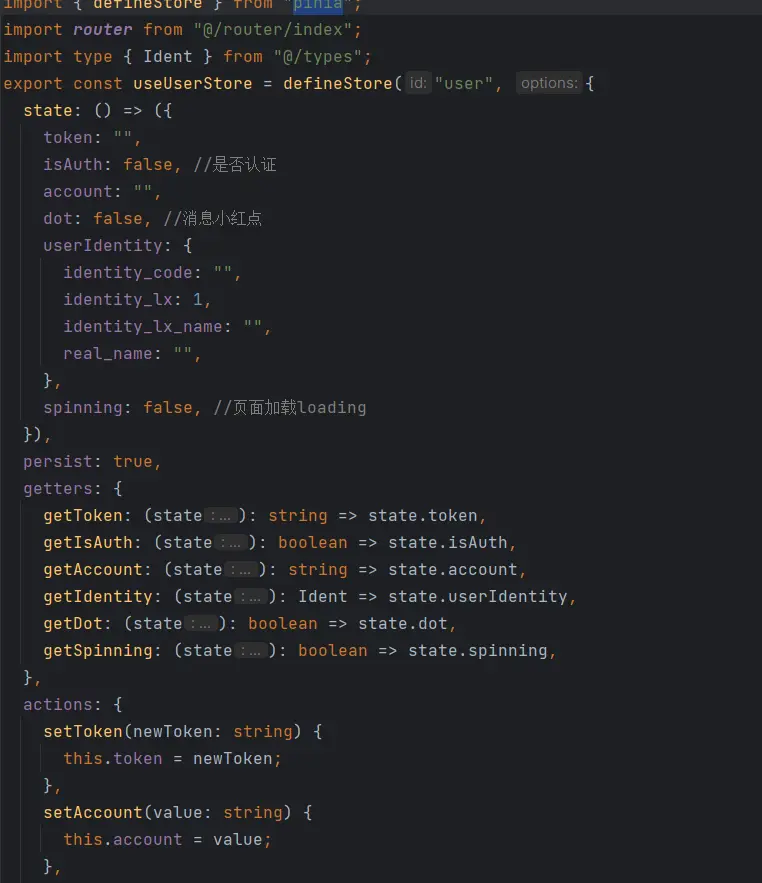 import { defineStore } from "pinia";
import router from "@/router/index";
import type { Ident } from "@/types";
export const useUserStore = defineStore( id: "user", options: {
  state: () => ({
    token: "",
    isAuth: false, //是否认证
    account: "",
    dot: false, //消息小红点
    userIdentity: {
      identity_code: "",
      identity_lx: 1,
      identity_lx_name: "",
      real_name: "",
    },
    spinning: false, //页面加载loading
  }),
  persist: true,
  getters: {
    getToken: (state :... ): string => state.token,
    getIsAuth: (state :... ): boolean => state.isAuth,
    getAccount: (state :... ): string => state.account,
    getIdentity: (state :... ): Ident => state.userIdentity,
    getDot: (state :... ): boolean => state.dot,
    getSpinning: (state :... ): boolean => state.spinning,
  },
  actions: {
    setToken(newToken: string) {
      this.token = newToken;
    },
    setAccount(value: string) {
      this.account = value;
    },